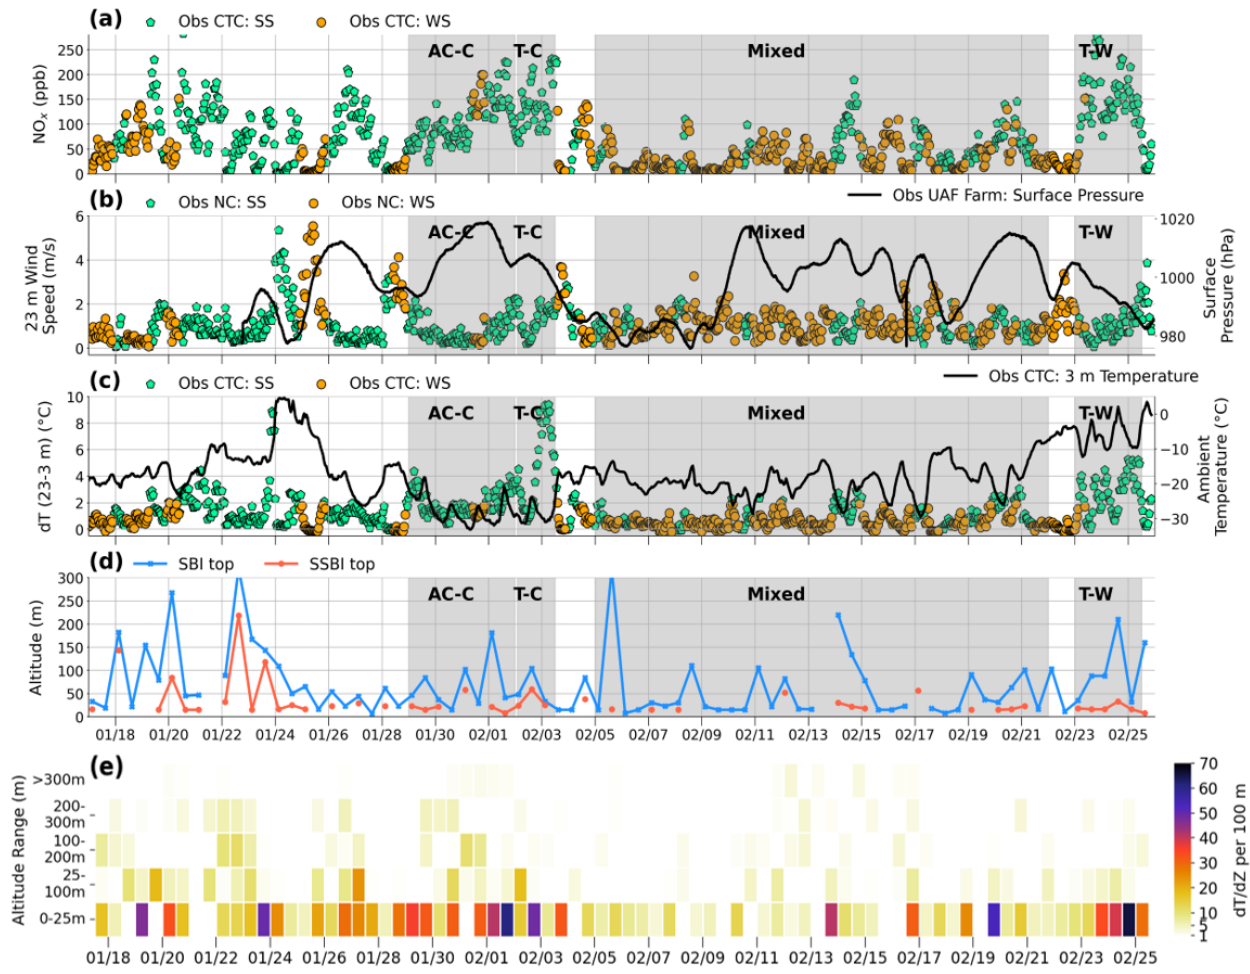 (a) Obs CTC: SS Obs CTC: WS
AC-C T-C Mixed T-W
NOx (ppb)
250
200
150
100
50
0
(b) Obs NC: SS Obs NC: WS Obs UAF Farm: Surface Pressure
AC-C T-C Mixed T-W
23 m Wind
Speed (m/s)
6
4
2
0
1020
1000
980
Surface
Pressure (hPa)
(c) Obs CTC: SS Obs CTC: WS Obs CTC: 3 m Temperature
AC-C T-C Mixed T-W
dT (23-3 m) (°C)
10
8
6
4
2
0
0
−10
−20
−30
Ambient
Temperature (°C)
(d) SBI top SSBI top
AC-C T-C Mixed T-W
Altitude (m)
300
250
200
150
100
50
0
01/18 01/20 01/22 01/24 01/26 01/28 01/30 02/01 02/03 02/05 02/07 02/09 02/11 02/13 02/15 02/17 02/19 02/21 02/23 02/25
(e)
Altitude Range (m)
>300m
200-
300m
100-
200m
25-
100m
0-25m
01/18 01/20 01/22 01/24 01/26 01/28 01/30 02/01 02/03 02/05 02/07 02/09 02/11 02/13 02/15 02/17 02/19 02/21 02/23 02/25
70
60
50
40
30
20
10
5
1
dT/dZ per 100 m